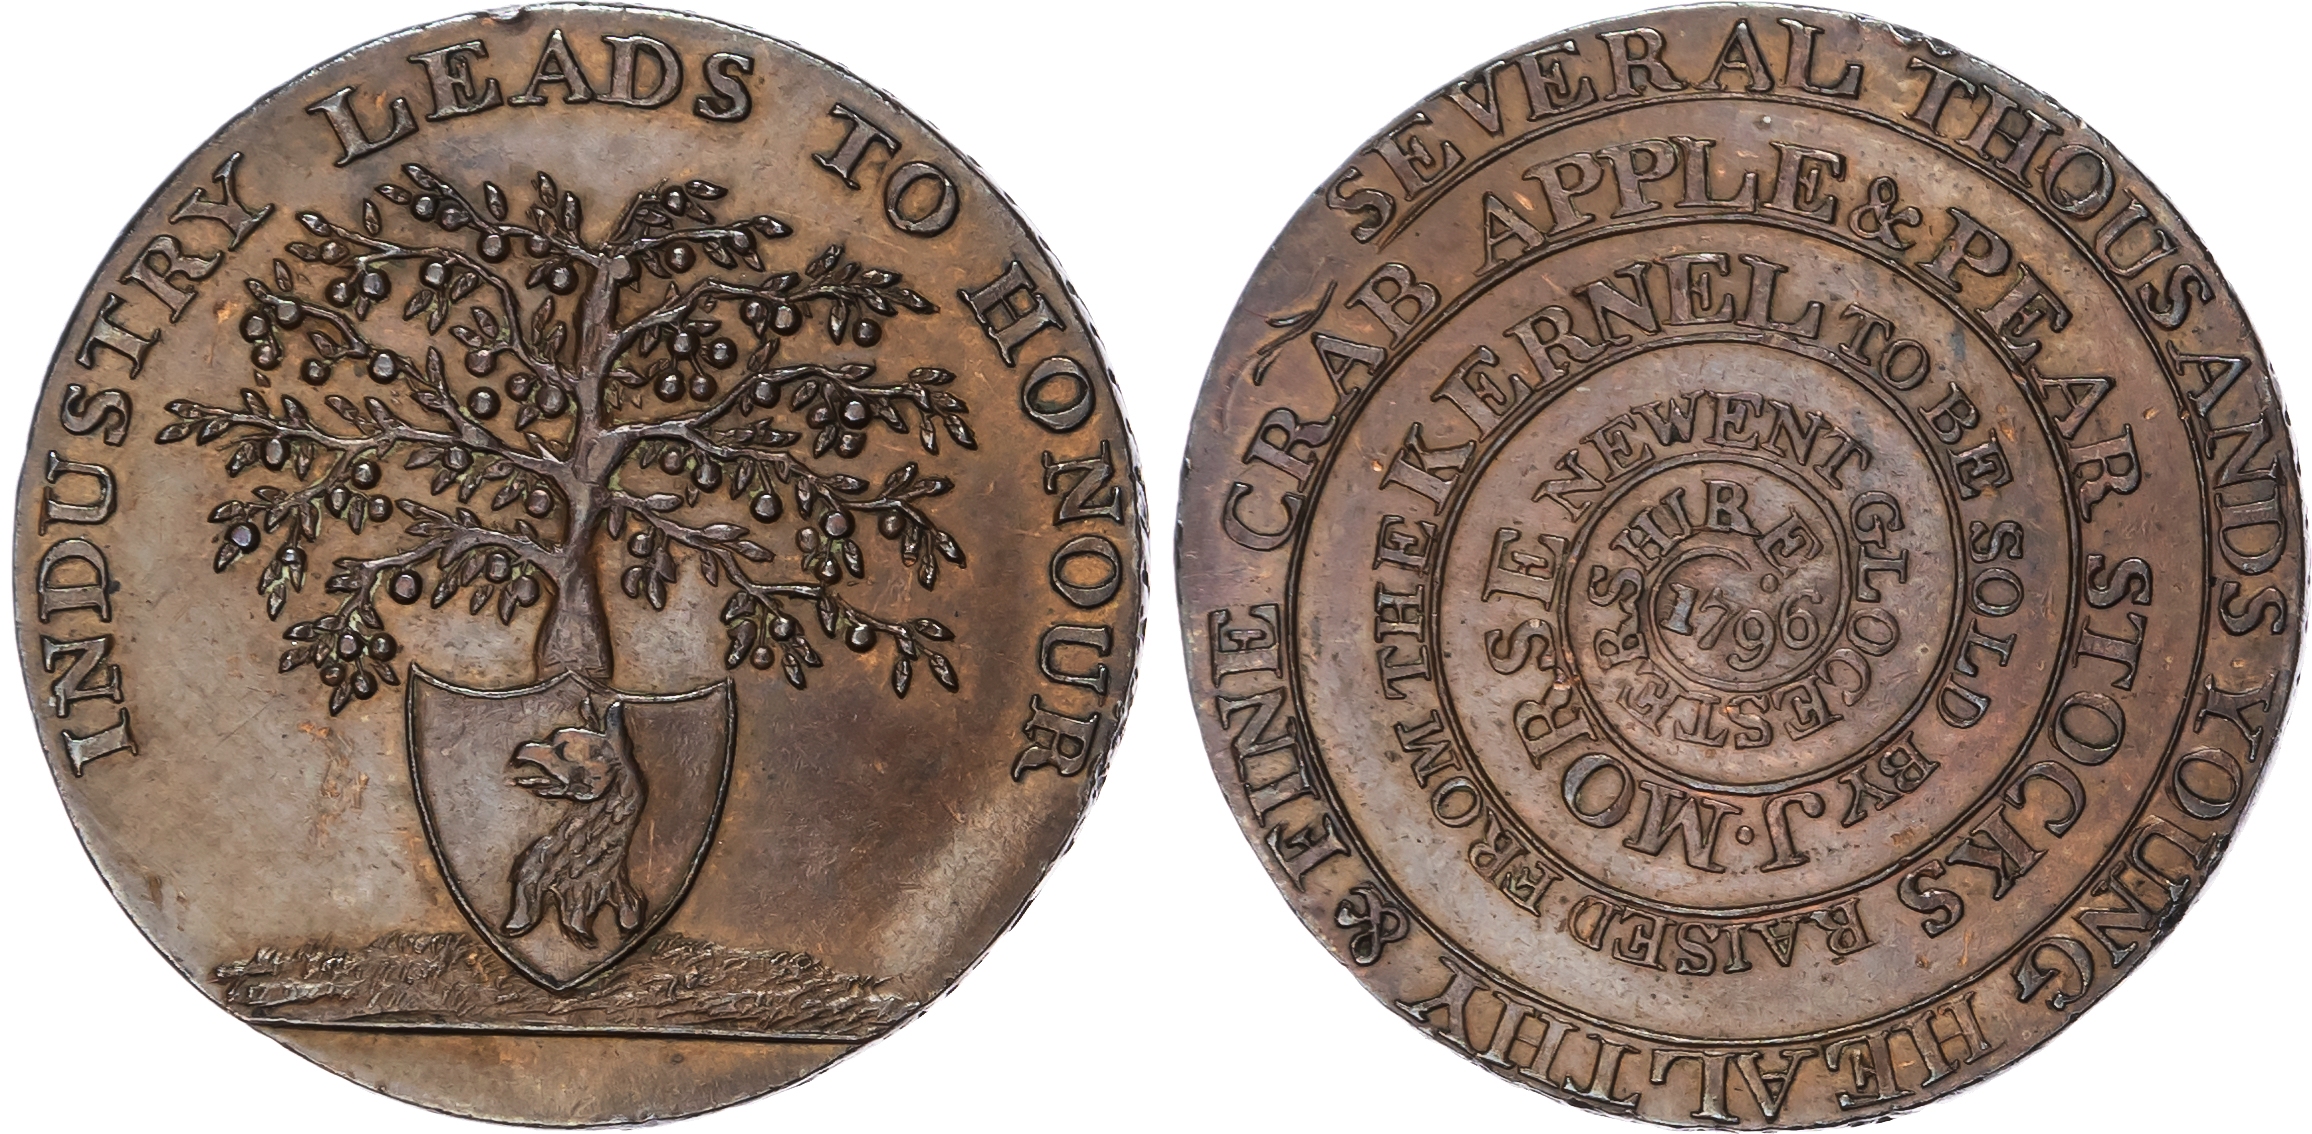 INDUSTRY LEADS TO HONOUR
SEVERAL THOUSANDS YOUNG HEALTHY & FINE CRAB APPLE & PEAR STOCKS RAISED FROM THE KERNEL TO BE SOLD BY J·MORSE NEWENT GLOCESTERSHIRE
1796